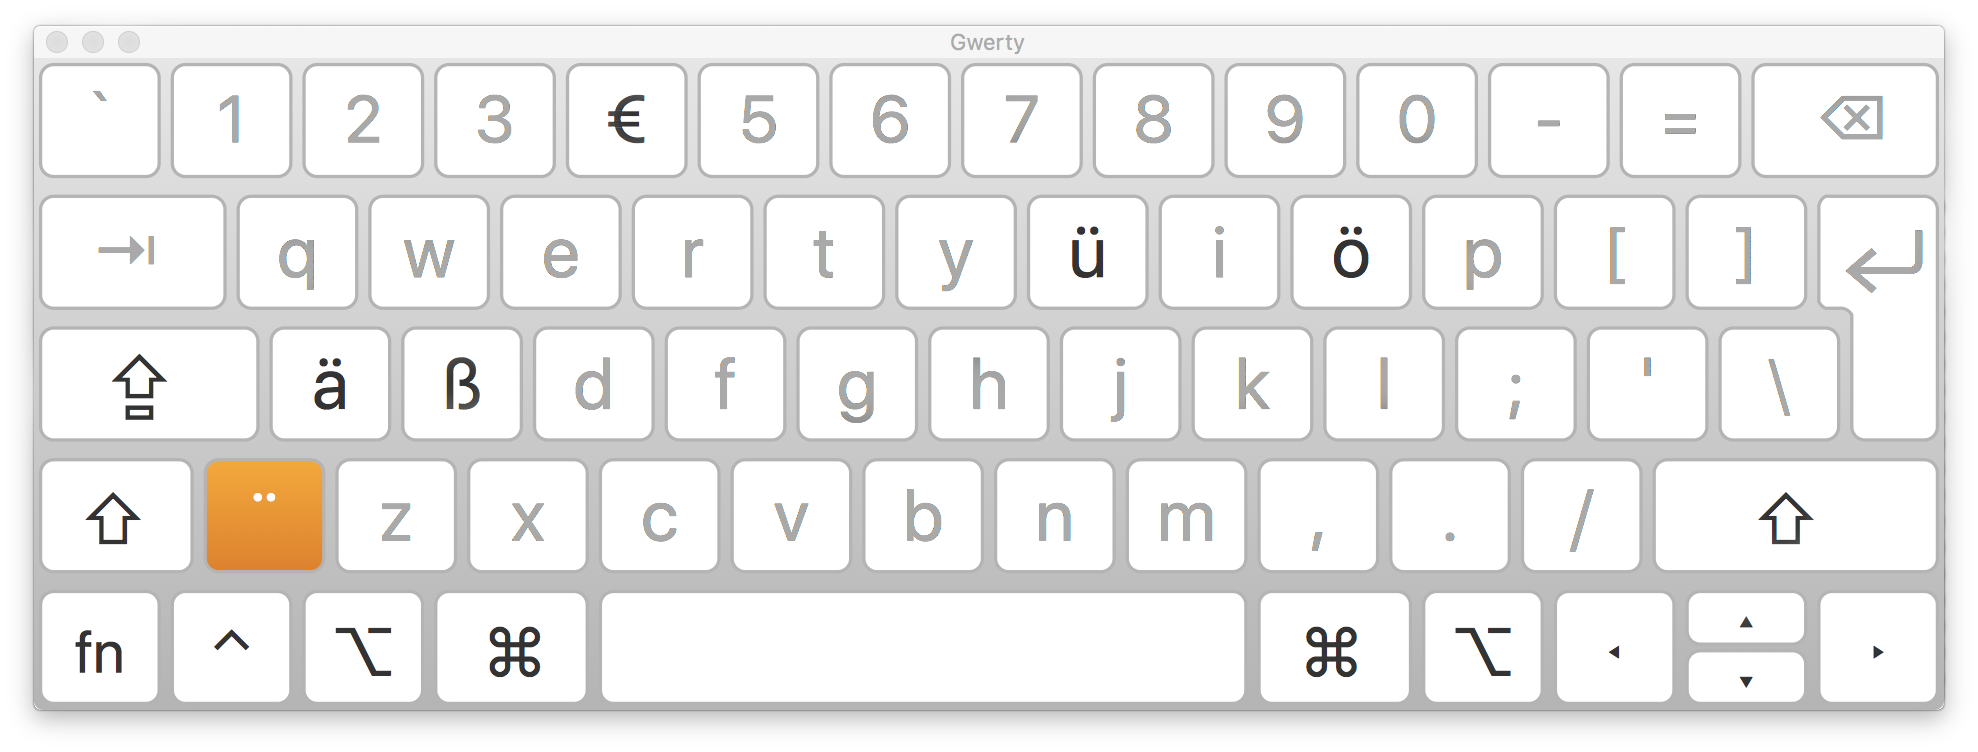 Gwerty
` 1 2 3 € 5 6 7 8 9 0 - = ⌫
⇥ q w e r t y ü i ö p [ ] ↵
⇪ ä ß d f g h j k l ; ' \
⇧ ¨ z x c v b n m , . / ⇧
fn ^ ⌥ ⌘ ⌘ ⌥ ◂ ▴ ▾ ▸